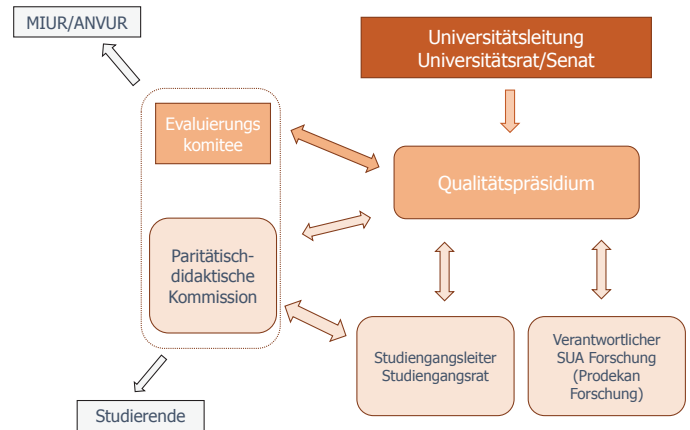 MIUR/ANVUR
Universitätsleitung
Universitätsrat/Senat
Evaluierungs
komitee
Qualitätspräsidium
Paritätisch-
didaktische
Kommission
Studiengangsleiter
Studiengangsrat
Verantwortlicher
SUA Forschung
(Prodekan
Forschung)
Studierende